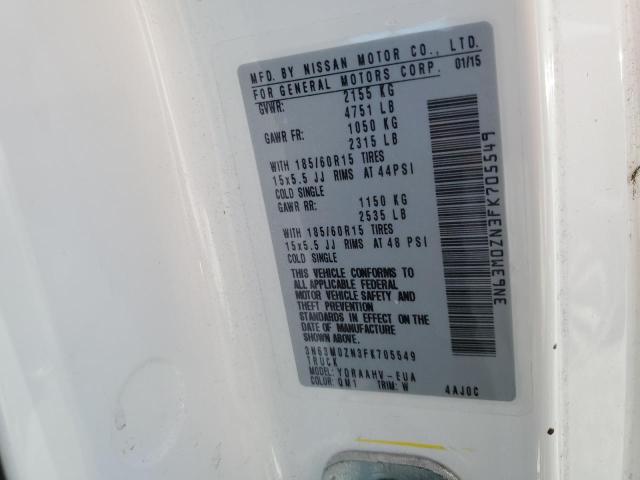 MFD. BY NISSAN MOTOR CO., LTD.
FOR GENERAL MOTORS CORP. 01/15
GVWR: 2155 KG
4751 LB
GAWR FR: 1050 KG
2315 LB
WITH 185/60R15 TIRES
15x5.5 JJ RIMS AT 44PSI
COLD SINGLE
GAWR RR: 1150 KG
2535 LB
WITH 185/60R15 TIRES
15x5.5 JJ RIMS AT 48 PSI
COLD SINGLE
THIS VEHICLE CONFORMS TO
ALL APPLICABLE FEDERAL
MOTOR VEHICLE SAFETY AND
THEFT PREVENTION
STANDARDS IN EFFECT ON THE
DATE OF MANUFACTURE
SHOWN ABOVE.
3N63M0ZN3FK705549
TRUCK
MODEL: YDRAAHV-EUA
COLOR: QM1 TRIM: W 4AJ0C
3N63M0ZN3FK705549